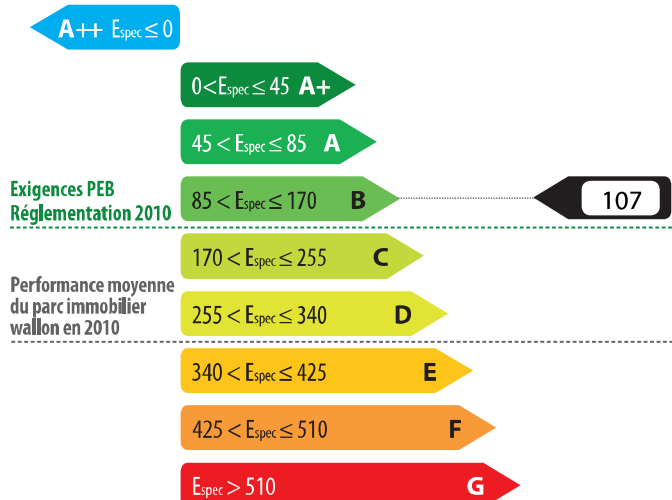 A++ Espec ≤ 0
0 < Espec ≤ 45 A+
45 < Espec ≤ 85 A
Exigences PEB
Réglementation 2010
85 < Espec ≤ 170 B
107
170 < Espec ≤ 255 C
Performance moyenne
du parc immobilier
wallon en 2010
255 < Espec ≤ 340 D
340 < Espec ≤ 425 E
425 < Espec ≤ 510 F
Espec > 510 G